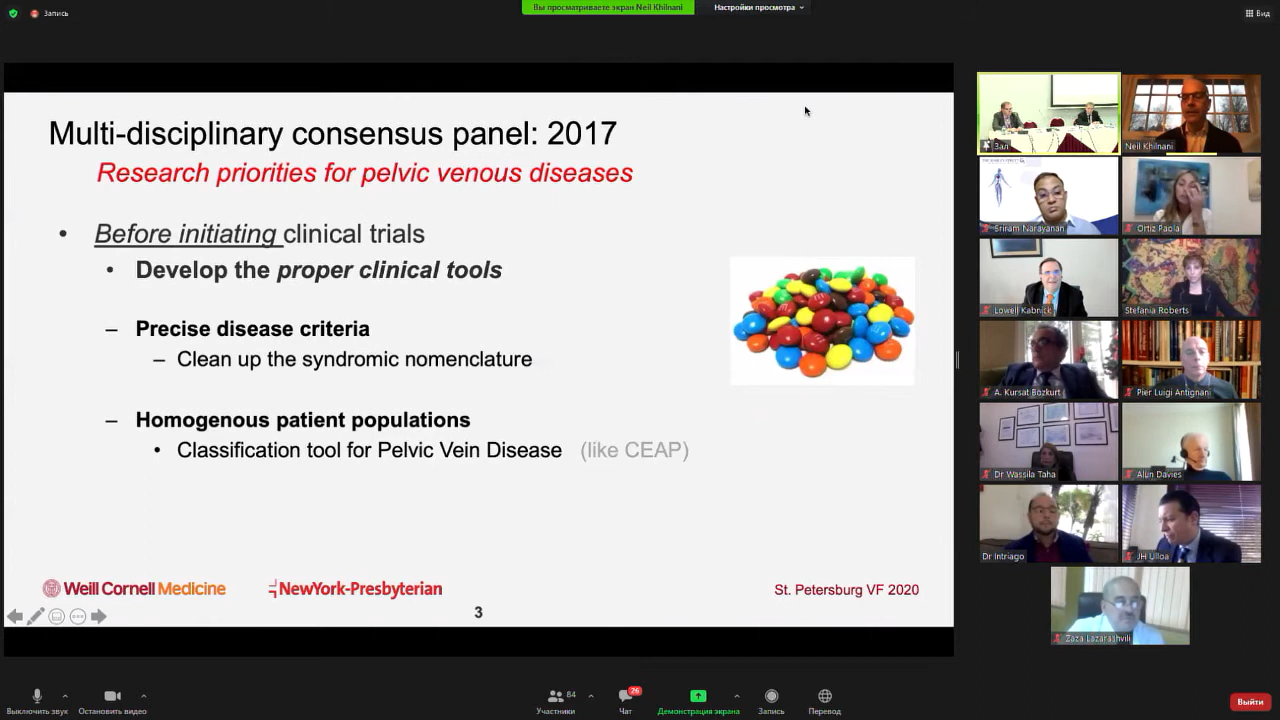 Запись
Вы просматриваете экран Neil Khilnani
Настройки просмотра
Вид
Multi-disciplinary consensus panel: 2017
Research priorities for pelvic venous diseases
• Before initiating clinical trials
• Develop the proper clinical tools
– Precise disease criteria
– Clean up the syndromic nomenclature
– Homogenous patient populations
• Classification tool for Pelvic Vein Disease (like CEAP)
Weill Cornell Medicine
NewYork-Presbyterian
St. Petersburg VF 2020
3
Зал
Neil Khilnani
Sriram Narayanan
Ortiz Paola
Lowell Kabnick
Stefania Roberts
A. Kursat Bozkurt
Pier Luigi Antignani
Dr Wassila Taha
Alun Davies
Dr Intriago
JH Ulloa
Zaza Lazarashvili
Выключить звук
Остановить видео
84
Участники
26
Чат
Демонстрация экрана
Запись
Перевод
Выйти